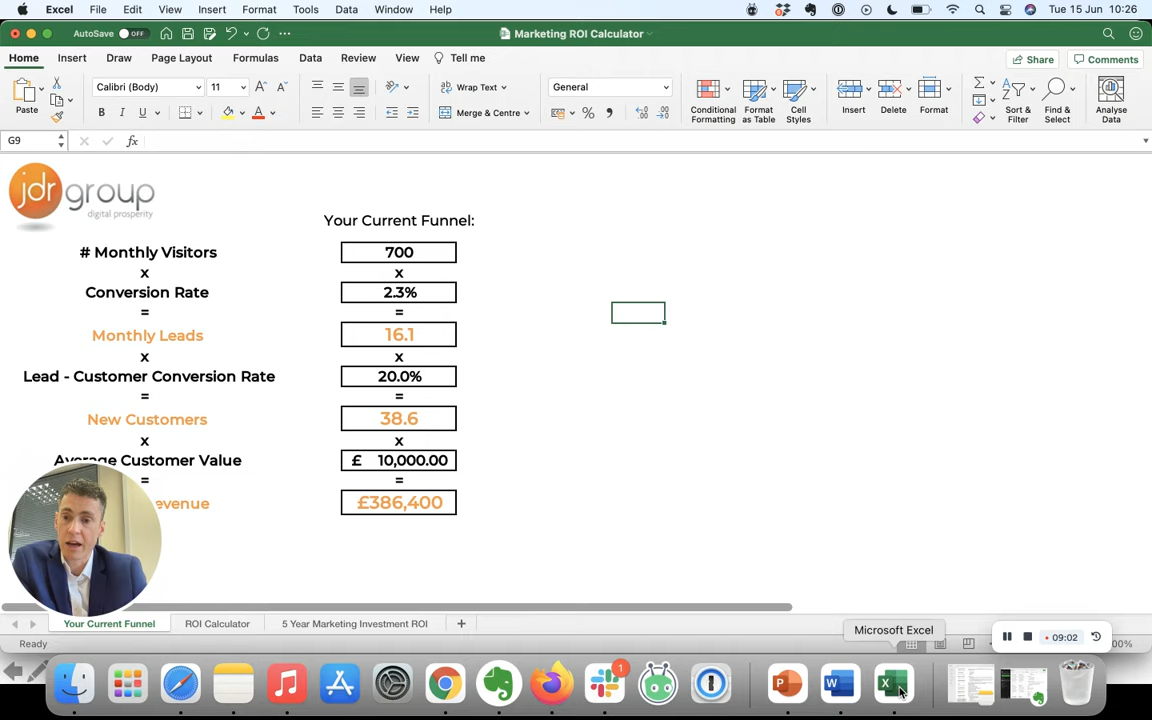 Excel File Edit View Insert Format Tools Data Window Help Tue 15 Jun 10:26
AutoSave OFF Marketing ROI Calculator
Home Insert Draw Page Layout Formulas Data Review View Tell me Share Comments
Paste Calibri (Body) 11 A A B I U A Wrap Text Merge & Centre General % Conditional Formatting Format as Table Cell Styles Insert Delete Format Sort & Filter Find & Select Analyse Data
G9 fx
jdr group
digital prosperity
Your Current Funnel:
# Monthly Visitors 700
x x
Conversion Rate 2.3%
= =
Monthly Leads 16.1
x x
Lead - Customer Conversion Rate 20.0%
= =
New Customers 38.6
x x
Average Customer Value £ 10,000.00
= =
evenue £386,400
Your Current Funnel ROI Calculator 5 Year Marketing Investment ROI +
Ready Microsoft Excel 09:02 00%
1